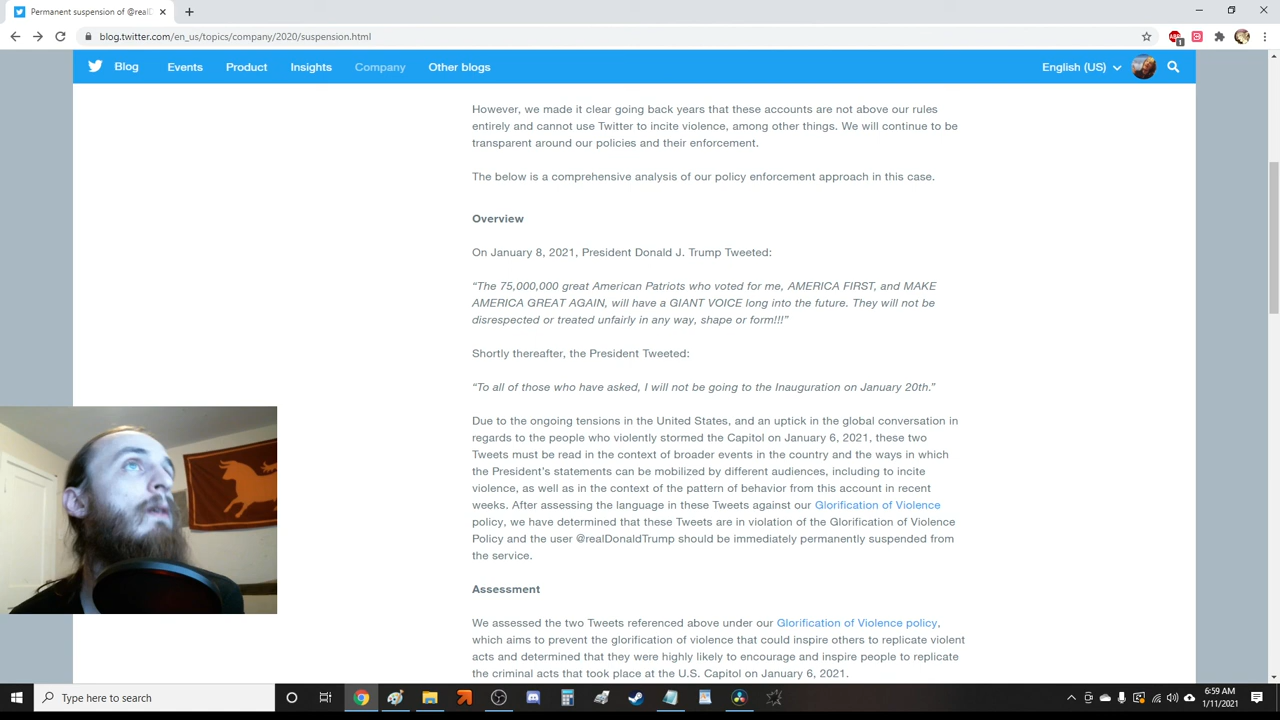 Permanent suspension of @realD
blog.twitter.com/en_us/topics/company/2020/suspension.html
1
Blog Events Product Insights Company Other blogs English (US)
However, we made it clear going back years that these accounts are not above our rules
entirely and cannot use Twitter to incite violence, among other things. We will continue to be
transparent around our policies and their enforcement.
The below is a comprehensive analysis of our policy enforcement approach in this case.
Overview
On January 8, 2021, President Donald J. Trump Tweeted:
“The 75,000,000 great American Patriots who voted for me, AMERICA FIRST, and MAKE
AMERICA GREAT AGAIN, will have a GIANT VOICE long into the future. They will not be
disrespected or treated unfairly in any way, shape or form!!!”
Shortly thereafter, the President Tweeted:
“To all of those who have asked, I will not be going to the Inauguration on January 20th.”
Due to the ongoing tensions in the United States, and an uptick in the global conversation in
regards to the people who violently stormed the Capitol on January 6, 2021, these two
Tweets must be read in the context of broader events in the country and the ways in which
the President’s statements can be mobilized by different audiences, including to incite
violence, as well as in the context of the pattern of behavior from this account in recent
weeks. After assessing the language in these Tweets against our Glorification of Violence
policy, we have determined that these Tweets are in violation of the Glorification of Violence
Policy and the user @realDonaldTrump should be immediately permanently suspended from
the service.
Assessment
We assessed the two Tweets referenced above under our Glorification of Violence policy,
which aims to prevent the glorification of violence that could inspire others to replicate violent
acts and determined that they were highly likely to encourage and inspire people to replicate
the criminal acts that took place at the U.S. Capitol on January 6, 2021.
Type here to search
6:59 AM
1/11/2021